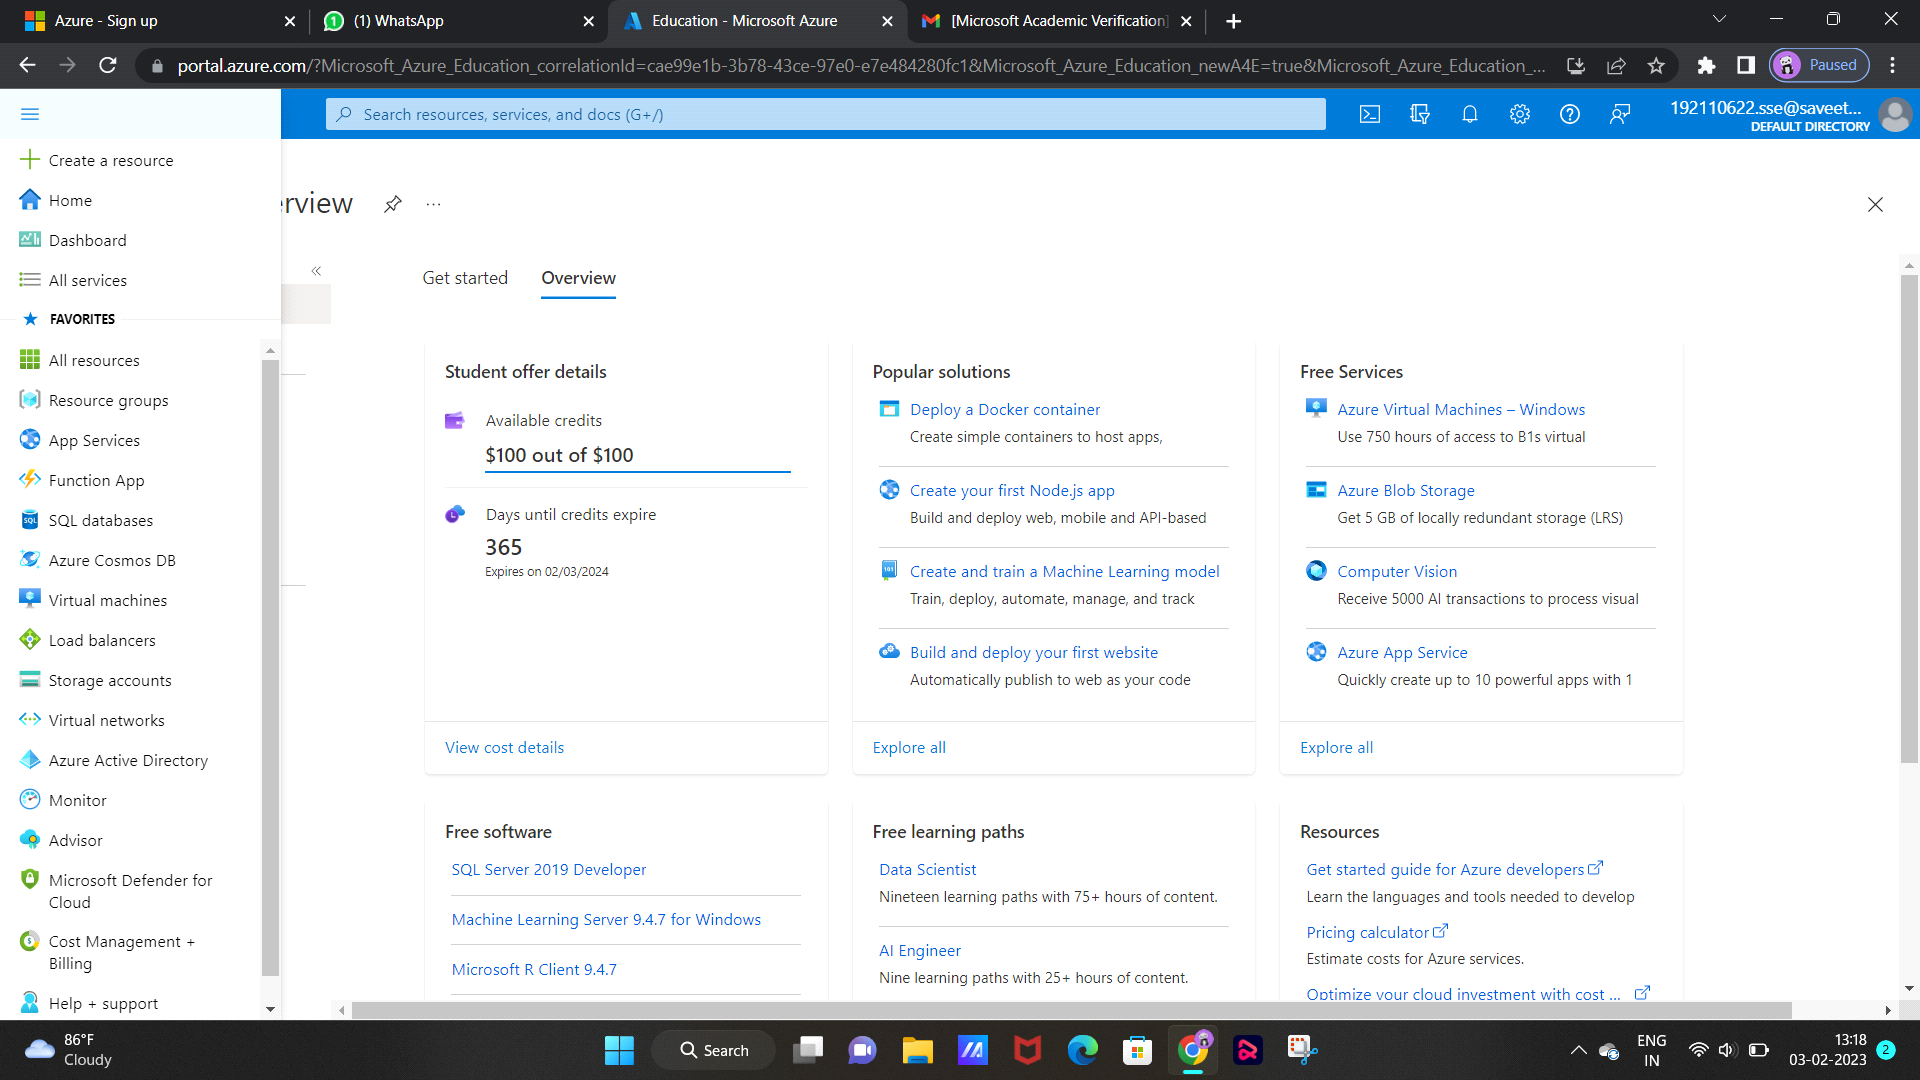 Azure - Sign up
(1) WhatsApp
Education - Microsoft Azure
[Microsoft Academic Verification]
portal.azure.com/?Microsoft_Azure_Education_correlationId=cae99e1b-3b78-43ce-97e0-e7e484280fc1&Microsoft_Azure_Education_newA4E=true&Microsoft_Azure_Education_...
Paused
Search resources, services, and docs (G+/)
192110622.sse@saveet...
DEFAULT DIRECTORY
Create a resource
Home
Dashboard
All services
FAVORITES
All resources
Resource groups
App Services
Function App
SQL databases
Azure Cosmos DB
Virtual machines
Load balancers
Storage accounts
Virtual networks
Azure Active Directory
Monitor
Advisor
Microsoft Defender for
Cloud
Cost Management +
Billing
Help + support
erview
...
Get started
Overview
Student offer details
Available credits
$100 out of $100
Days until credits expire
365
Expires on 02/03/2024
View cost details
Popular solutions
Deploy a Docker container
Create simple containers to host apps,
Create your first Node.js app
Build and deploy web, mobile and API-based
Create and train a Machine Learning model
Train, deploy, automate, manage, and track
Build and deploy your first website
Automatically publish to web as your code
Explore all
Free Services
Azure Virtual Machines – Windows
Use 750 hours of access to B1s virtual
Azure Blob Storage
Get 5 GB of locally redundant storage (LRS)
Computer Vision
Receive 5000 AI transactions to process visual
Azure App Service
Quickly create up to 10 powerful apps with 1
Explore all
Free software
SQL Server 2019 Developer
Machine Learning Server 9.4.7 for Windows
Microsoft R Client 9.4.7
Free learning paths
Data Scientist
Nineteen learning paths with 75+ hours of content.
AI Engineer
Nine learning paths with 25+ hours of content.
Resources
Get started guide for Azure developers
Learn the languages and tools needed to develop
Pricing calculator
Estimate costs for Azure services.
Optimize your cloud investment with cost ...
86°F
Cloudy
Search
ENG
IN
13:18
03-02-2023
2